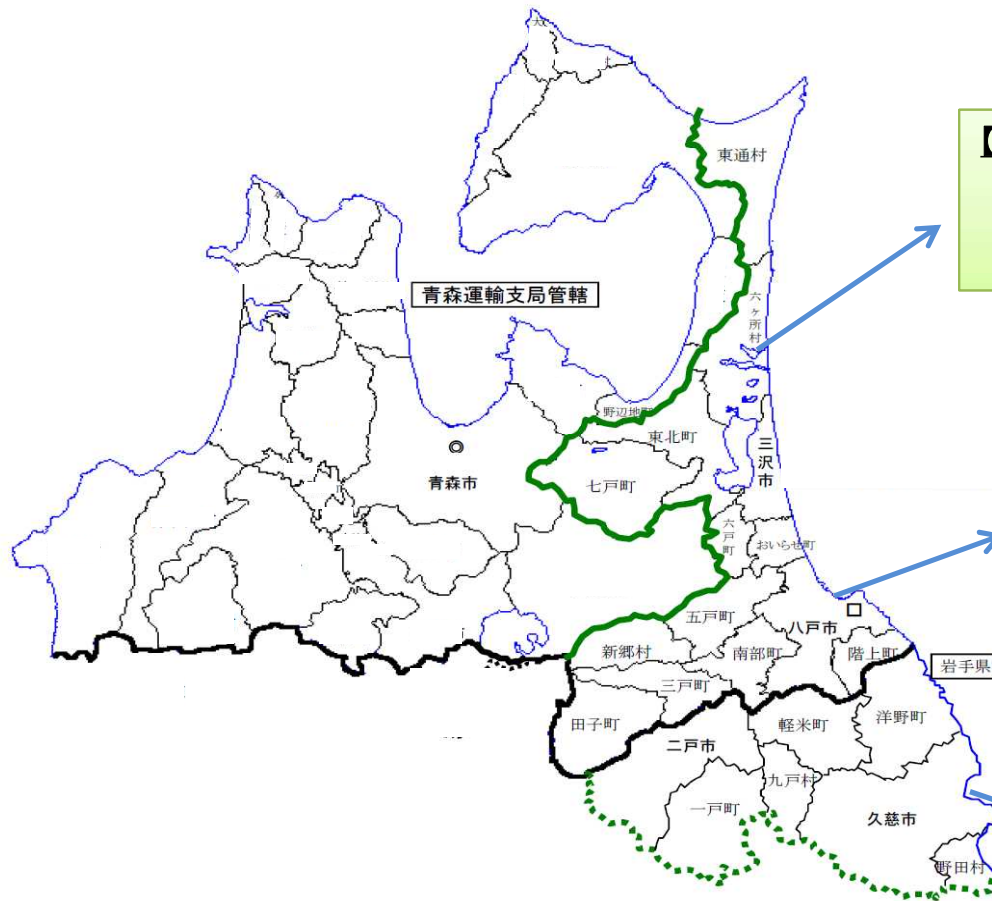 大
東通村
【
青森運輸支局管轄
六ヶ所村
野辺地町
東北町
三沢市
青森市
七戸町
六戸町
おいらせ町
五戸町
八戸市
新郷村
南部町
階上町
岩手県
三戸町
田子町
軽米町
洋野町
二戸市
九戸村
一戸町
久慈市
野田村